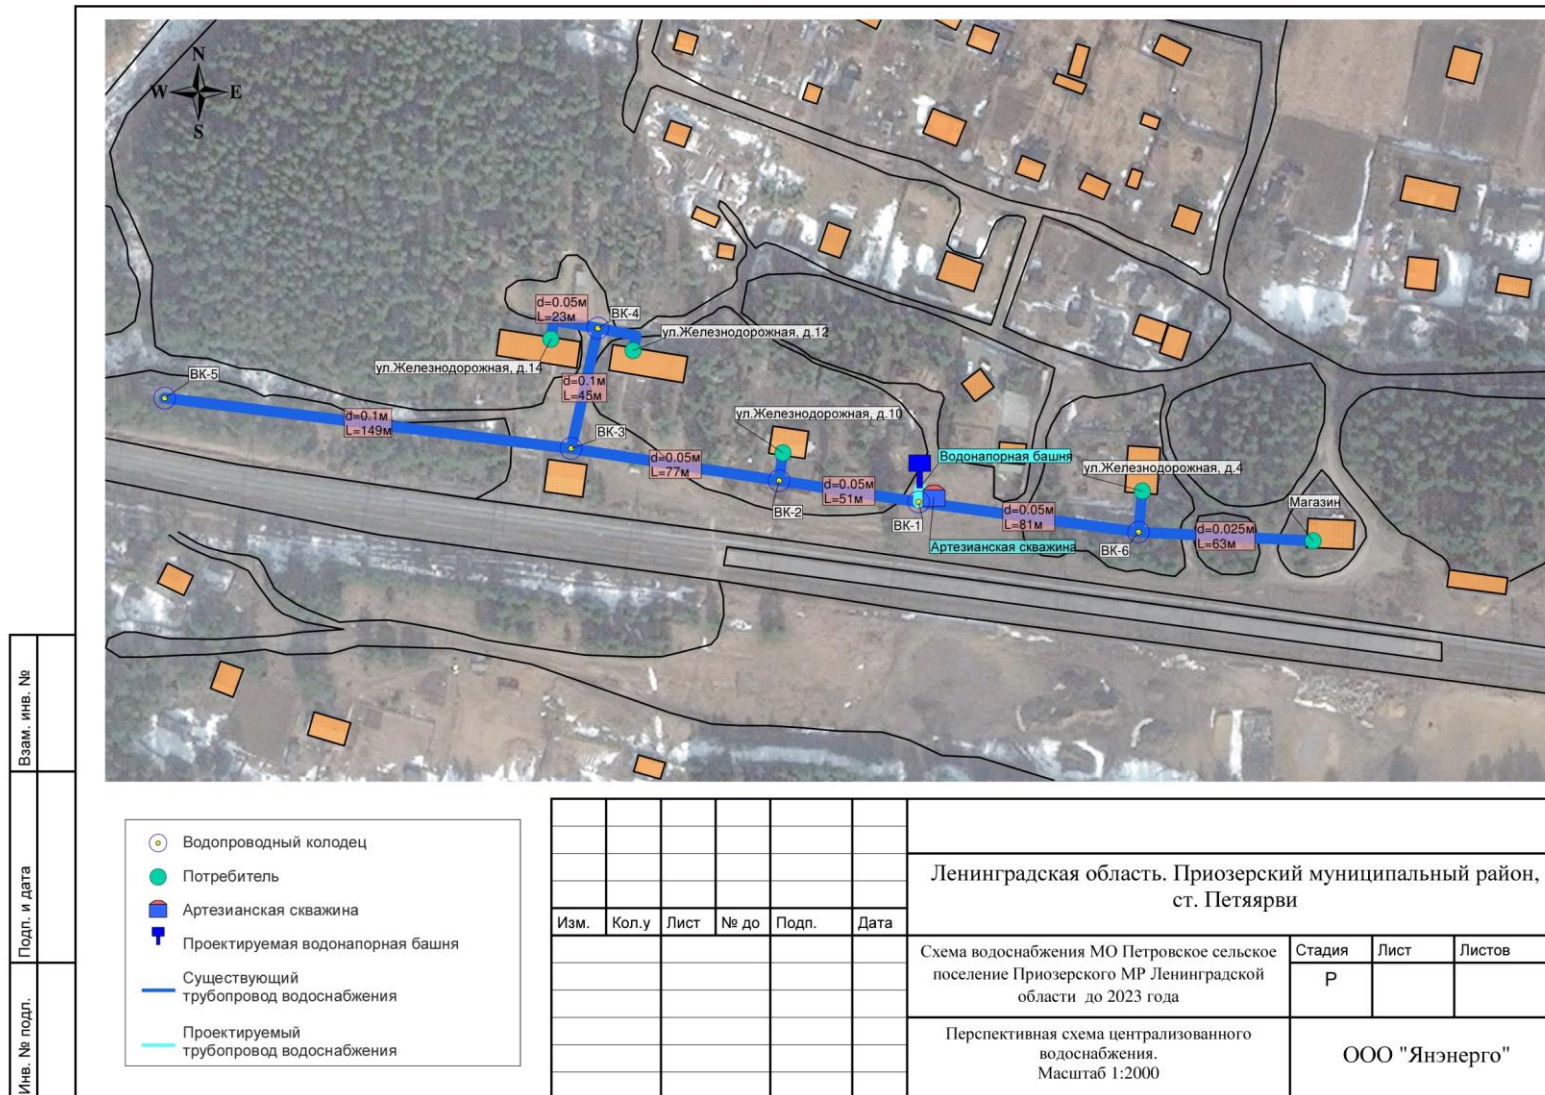 N
W E
S
d=0.05м
L=23м
ВК-4
ул.Железнодорожная, д.12
ул.Железнодорожная, д.14
ВК-5
d=0.1м
L=45м
d=0.1м
L=149м
ВК-3
ул.Железнодорожная, д.10
d=0.05м
L=77м
Водонапорная башня
ул.Железнодорожная, д.4
d=0.05м
L=51м
ВК-2
Магазин
ВК-1
d=0.05м
L=81м
d=0.025м
L=63м
ВК-6
Артезианская скважина
Взам. инв. №
Подп. и дата
Инв. № подл.
Водопроводный колодец
Потребитель
Артезианская скважина
Проектируемая водонапорная башня
Существующий
трубопровод водоснабжения
Проектируемый
трубопровод водоснабжения
Ленинградская область. Приозерский муниципальный район,
ст. Петяярви
Изм. Кол.у Лист № до Подп. Дата
Схема водоснабжения МО Петровское сельское
поселение Приозерского МР Ленинградской
области до 2023 года
Стадия Лист Листов
Р
Перспективная схема централизованного
водоснабжения.
Масштаб 1:2000
ООО "Янэнерго"